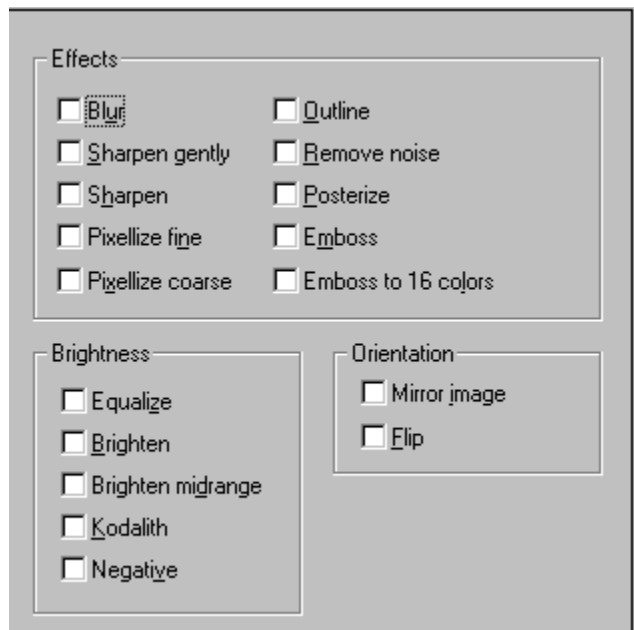 Effects
Blur
Sharpen gently
Sharpen
Pixellize fine
Pixellize coarse
Outline
Remove noise
Posterize
Emboss
Emboss to 16 colors
Brightness
Equalize
Brighten
Brighten midrange
Kodalith
Negative
Orientation
Mirror image
Flip